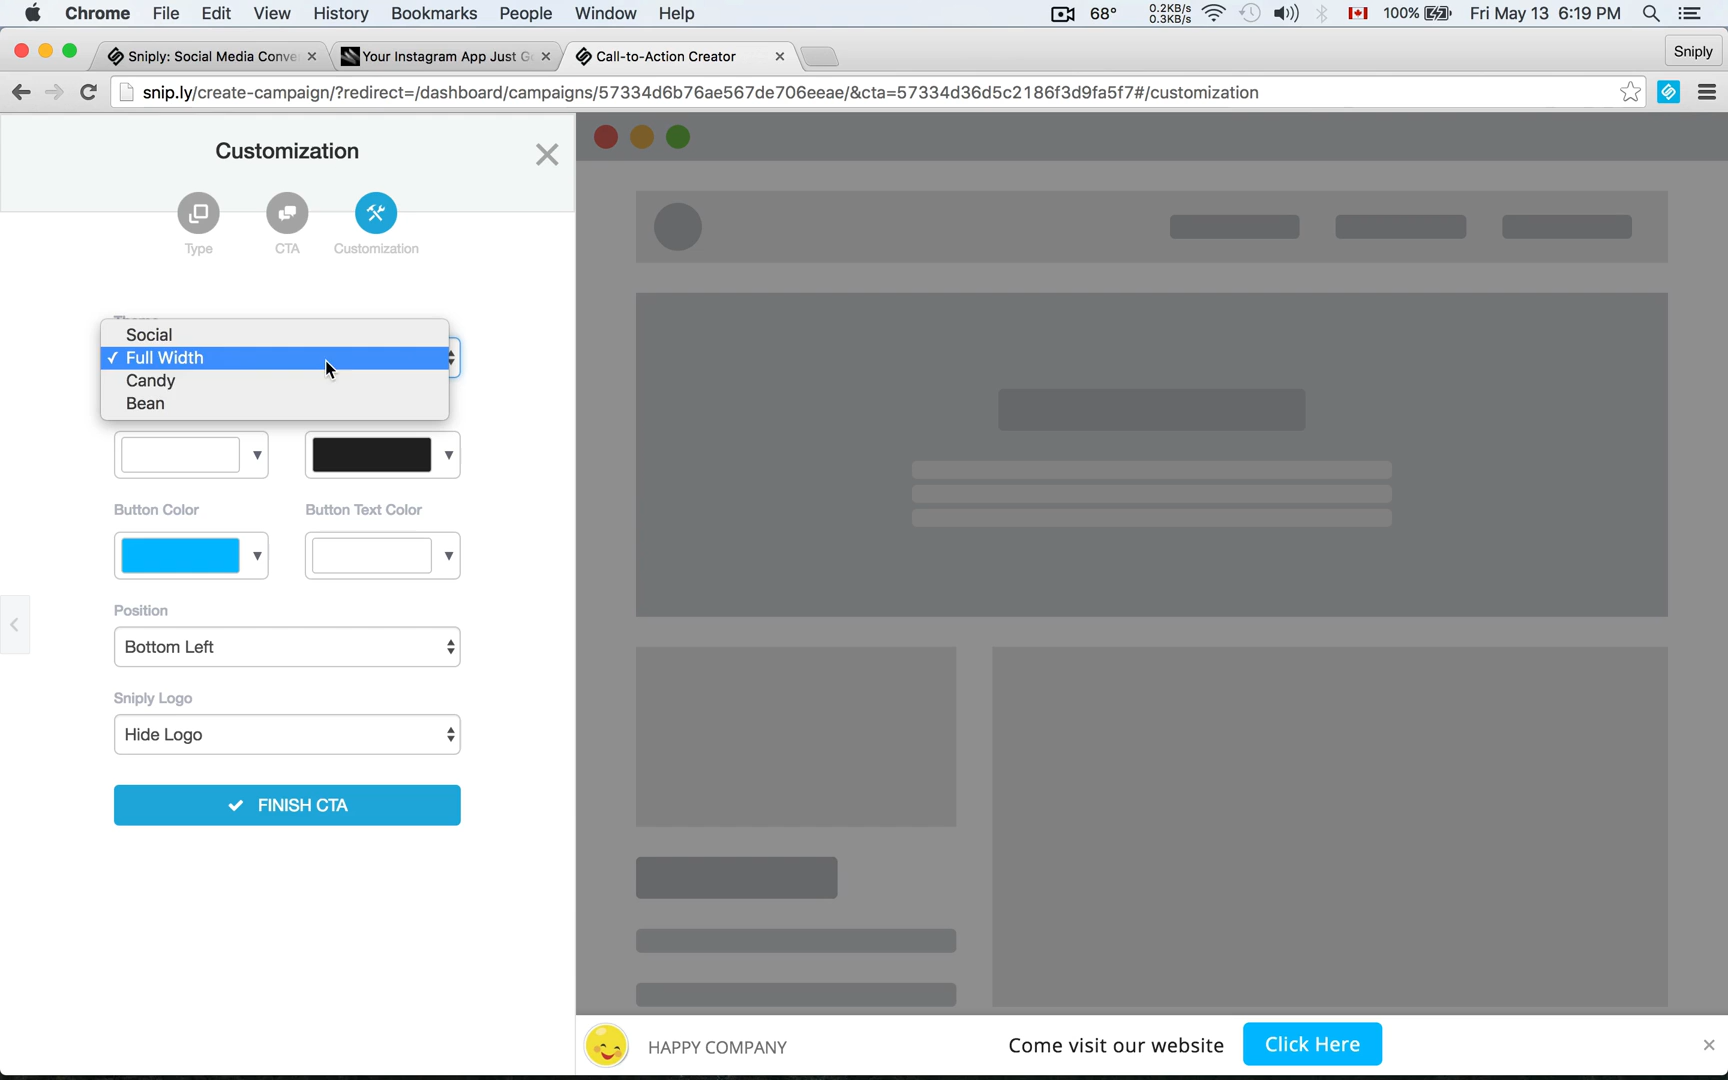 Chrome File Edit View History Bookmarks People Window Help 68° 0.2KB/s 0.3KB/s 100% Fri May 13 6:19 PM
Sniply: Social Media Conve Your Instagram App Just G Call-to-Action Creator Sniply
snip.ly/create-campaign/?redirect=/dashboard/campaigns/57334d6b76ae567de706eeae/&cta=57334d36d5c2186f3d9fa5f7#/customization
Customization
Type CTA Customization
Social
✓ Full Width
Candy
Bean
Button Color Button Text Color
Position
Bottom Left
Sniply Logo
Hide Logo
FINISH CTA
HAPPY COMPANY Come visit our website Click Here